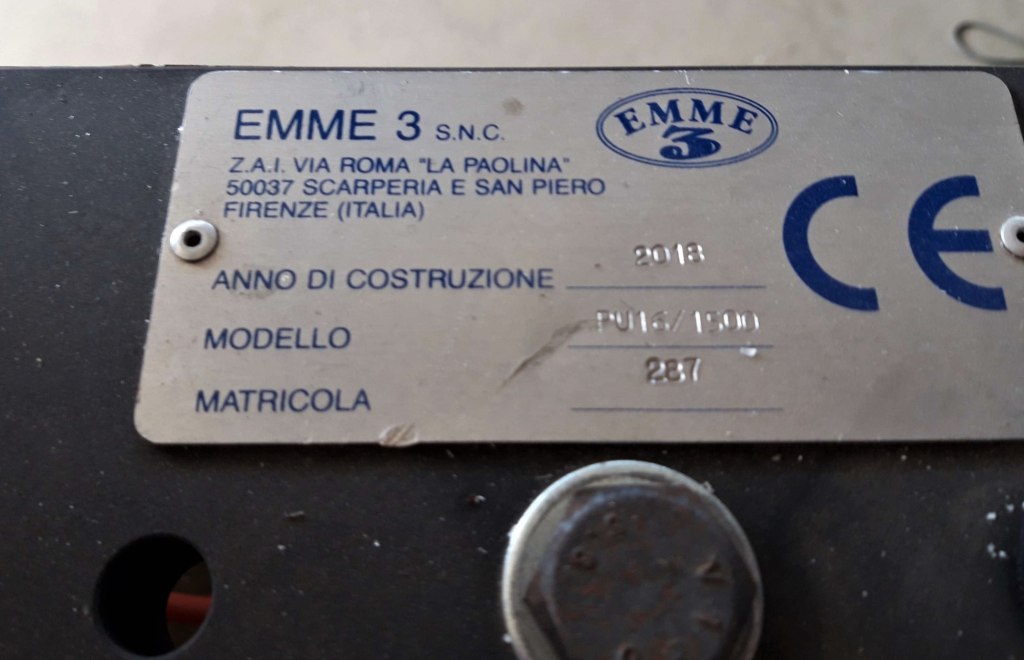 EMME 3 S.N.C.
EMME
3
Z.A.I. VIA ROMA "LA PAOLINA"
50037 SCARPERIA E SAN PIERO
FIRENZE (ITALIA)
CE
ANNO DI COSTRUZIONE 2018
MODELLO PU16/1500
MATRICOLA 287